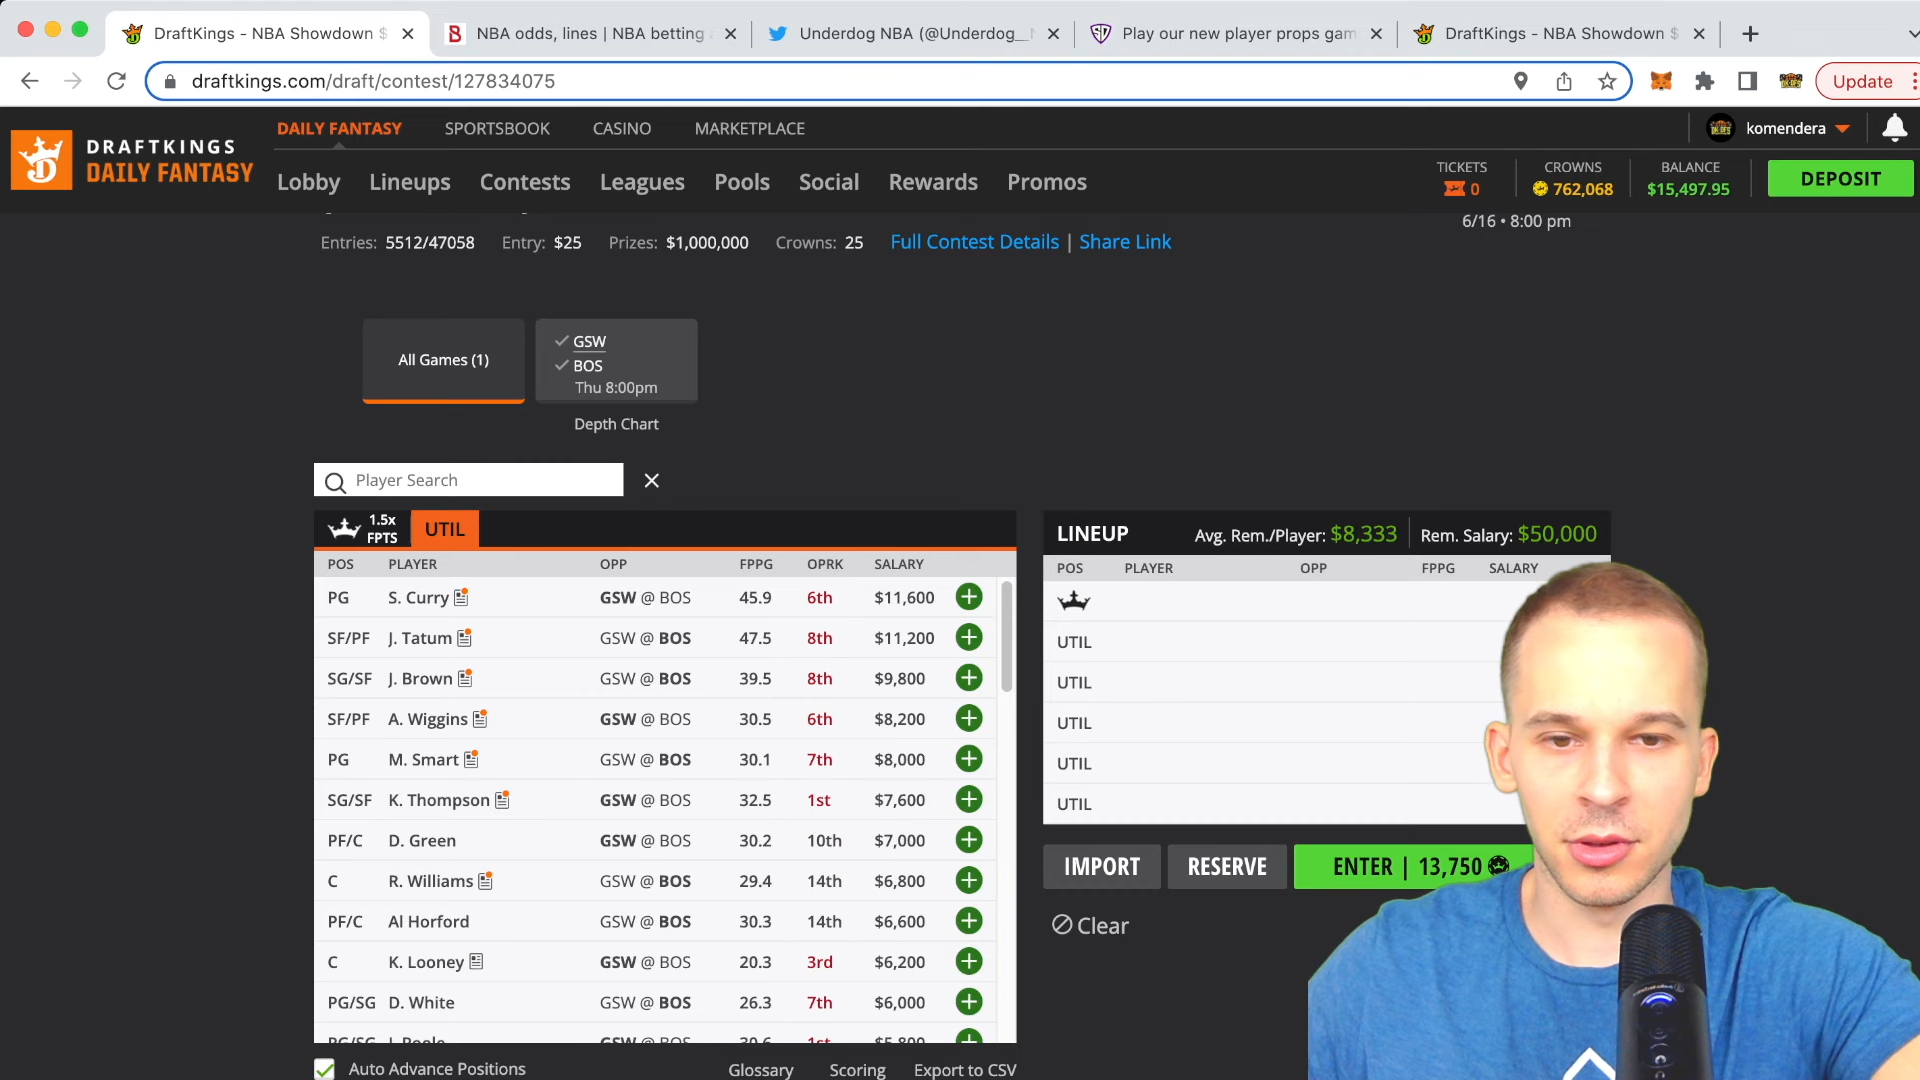 DraftKings - NBA Showdown $
NBA odds, lines | NBA betting
Underdog NBA (@Underdog__
Play our new player props gam
DraftKings - NBA Showdown $
draftkings.com/draft/contest/127834075
Update
DRAFTKINGS
DAILY FANTASY
DAILY FANTASY
SPORTSBOOK
CASINO
MARKETPLACE
komendera
Lobby
Lineups
Contests
Leagues
Pools
Social
Rewards
Promos
TICKETS
0
CROWNS
762,068
BALANCE
$15,497.95
DEPOSIT
6/16 • 8:00 pm
Entries: 5512/47058 Entry: $25 Prizes: $1,000,000 Crowns: 25 Full Contest Details | Share Link
All Games (1)
GSW
BOS
Thu 8:00pm
Depth Chart
Player Search
1.5x
FPTS
UTIL
POS PLAYER OPP FPPG OPRK SALARY
PG S. Curry GSW @ BOS 45.9 6th $11,600
SF/PF J. Tatum GSW @ BOS 47.5 8th $11,200
SG/SF J. Brown GSW @ BOS 39.5 8th $9,800
SF/PF A. Wiggins GSW @ BOS 30.5 6th $8,200
PG M. Smart GSW @ BOS 30.1 7th $8,000
SG/SF K. Thompson GSW @ BOS 32.5 1st $7,600
PF/C D. Green GSW @ BOS 30.2 10th $7,000
C R. Williams GSW @ BOS 29.4 14th $6,800
PF/C Al Horford GSW @ BOS 30.3 14th $6,600
C K. Looney GSW @ BOS 20.3 3rd $6,200
PG/SG D. White GSW @ BOS 26.3 7th $6,000
PG/SG J. Poole GSW @ BOS 30.6 1st $5,800
Auto Advance Positions
Glossary
Scoring
Export to CSV
LINEUP
Avg. Rem./Player: $8,333
Rem. Salary: $50,000
POS PLAYER OPP FPPG SALARY
UTIL
UTIL
UTIL
UTIL
UTIL
IMPORT
RESERVE
ENTER | 13,750
Clear